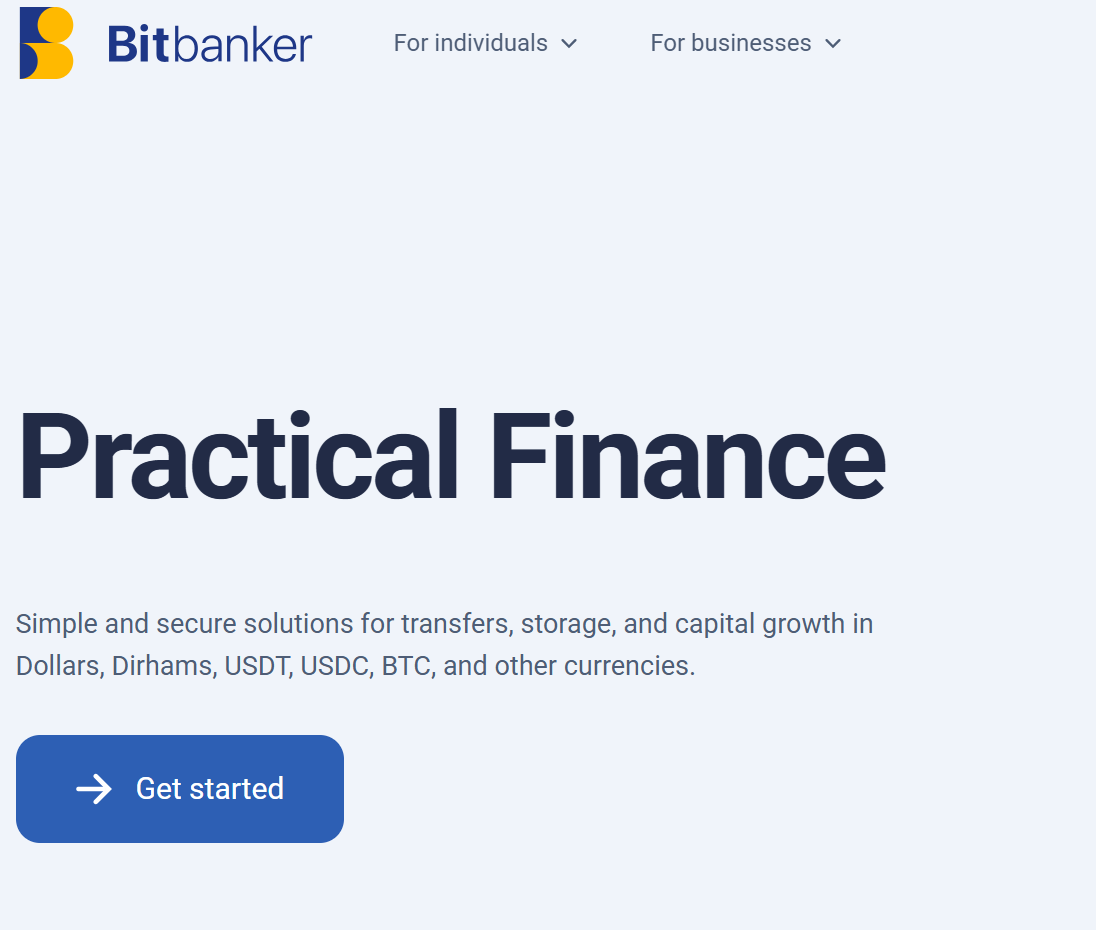 Bitbanker
For individuals
For businesses
Practical Finance
Simple and secure solutions for transfers, storage, and capital growth in
Dollars, Dirhams, USDT, USDC, BTC, and other currencies.
Get started